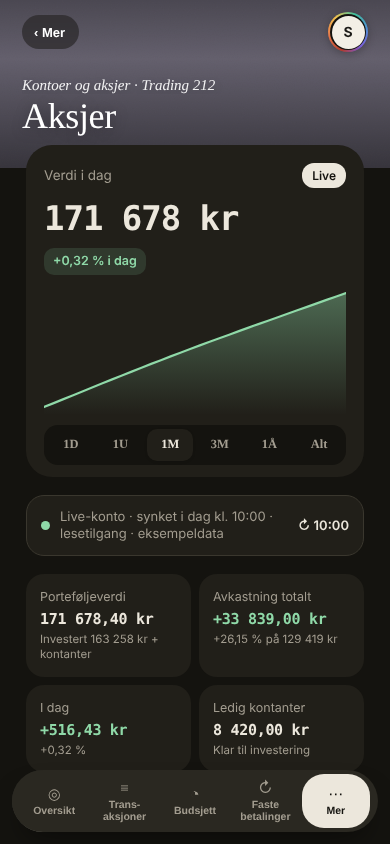 ‹ Mer
S
Kontoer og aksjer · Trading 212
Aksjer
Verdi i dag
Live
171 678 kr
+0,32 % i dag
1D 1U 1M 3M 1Å Alt
Live-konto · synket i dag kl. 10:00 ·
lesetilgang · eksempeldata
↻ 10:00
Porteføljeverdi
171 678,40 kr
Investert 163 258 kr +
kontanter
Avkastning totalt
+33 839,00 kr
+26,15 % på 129 419 kr
I dag
+516,43 kr
+0,32 %
Ledig kontanter
8 420,00 kr
Klar til investering
Oversikt
Trans-
aksjoner
Budsjett
Faste
betalinger
Mer